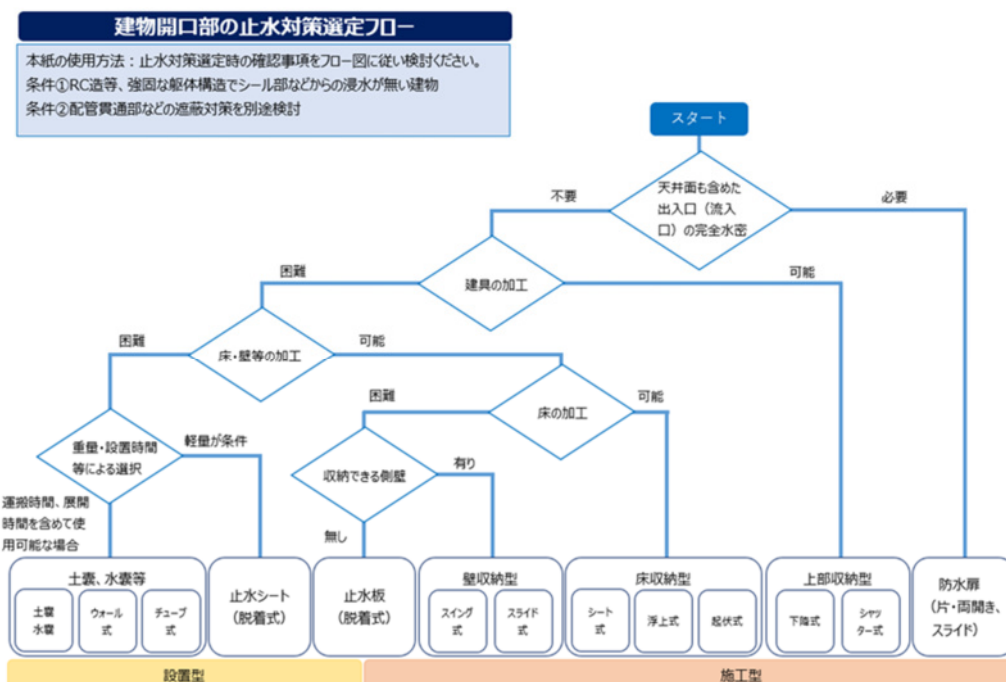 建物開口部の止水対策選定フロー
本紙の使用方法：止水対策選定時の確認事項をフロー図に従い検討ください。
条件①RC造等、強固な躯体構造でシール部などからの浸水が無い建物
条件②配管貫通部などの遮蔽対策を別途検討
スタート
天井面も含めた
出入口（流入
口）の完全水密
不要
必要
建具の加工
困難
可能
床・壁等の加工
困難
可能
床の加工
困難
可能
重量・設置時間
等による選択
軽量が条件
収納できる側壁
有り
無し
運搬時間、展開
時間を含めて使
用可能な場合
土嚢、水嚢等
土嚢
水嚢
ウォール
式
チューブ
式
止水シート
（脱着式）
止水板
（脱着式）
壁収納型
スイング
式
スライド
式
床収納型
シート
式
浮上式
起伏式
上部収納型
下降式
シャッ
ター式
防水扉
（片・両開き、
スライド）
設置型
施工型